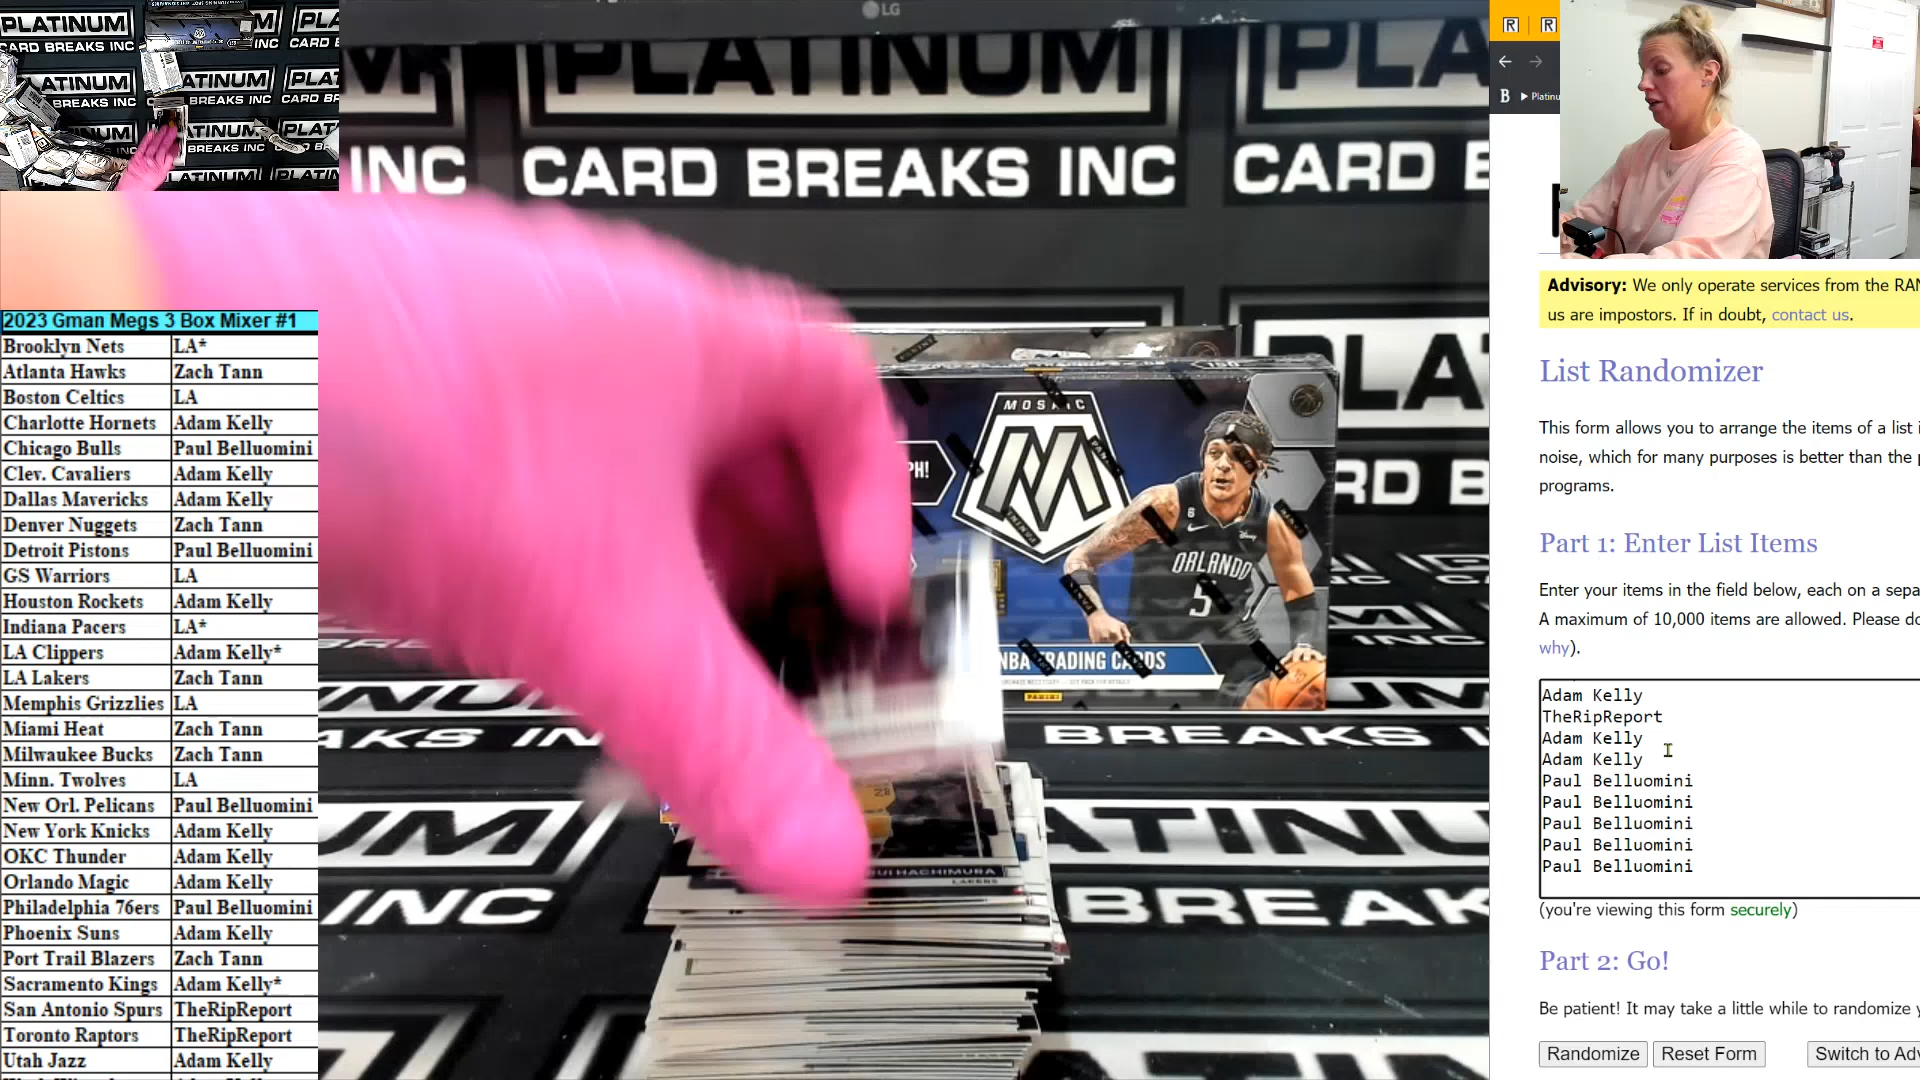 PLATINUM
CARD BREAKS INC
LG
PLATINUM
INC CARD BREAKS INC CARD
Platinu
Advisory: We only operate services from the RAN
us are impostors. If in doubt, contact us.
List Randomizer
This form allows you to arrange the items of a list i
noise, which for many purposes is better than the p
programs.
Part 1: Enter List Items
Enter your items in the field below, each on a sepa
A maximum of 10,000 items are allowed. Please do
why).
Adam Kelly
TheRipReport
Adam Kelly
Adam Kelly
Paul Belluomini
Paul Belluomini
Paul Belluomini
Paul Belluomini
Paul Belluomini
(you're viewing this form securely)
Part 2: Go!
Be patient! It may take a little while to randomize y
Randomize Reset Form Switch to Adv
2023 Gman Megs 3 Box Mixer #1
Brooklyn Nets LA*
Atlanta Hawks Zach Tann
Boston Celtics LA
Charlotte Hornets Adam Kelly
Chicago Bulls Paul Belluomini
Clev. Cavaliers Adam Kelly
Dallas Mavericks Adam Kelly
Denver Nuggets Zach Tann
Detroit Pistons Paul Belluomini
GS Warriors LA
Houston Rockets Adam Kelly
Indiana Pacers LA*
LA Clippers Adam Kelly*
LA Lakers Zach Tann
Memphis Grizzlies LA
Miami Heat Zach Tann
Milwaukee Bucks Zach Tann
Minn. Twolves LA
New Orl. Pelicans Paul Belluomini
New York Knicks Adam Kelly
OKC Thunder Adam Kelly
Orlando Magic Adam Kelly
Philadelphia 76ers Paul Belluomini
Phoenix Suns Adam Kelly
Port Trail Blazers Zach Tann
Sacramento Kings Adam Kelly*
San Antonio Spurs TheRipReport
Toronto Raptors TheRipReport
Utah Jazz Adam Kelly
MOSAIC
M
PH!
ORLANDO
5
NBA TRADING CARDS
PANINI
BREAKS
UI HACHIMURA
LAKERS
INC
BREAK